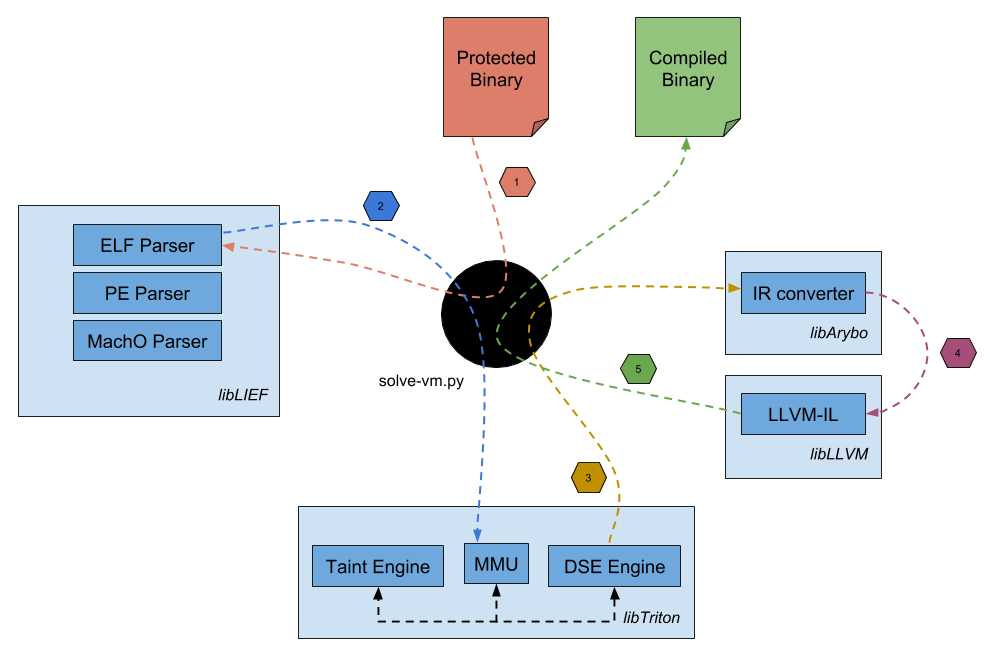 Protected
Binary
Compiled
Binary
1
2
ELF Parser
PE Parser
MachO Parser
libLIEF
solve-vm.py
IR converter
libArybo
4
5
LLVM-IL
libLLVM
3
Taint Engine
MMU
DSE Engine
libTriton